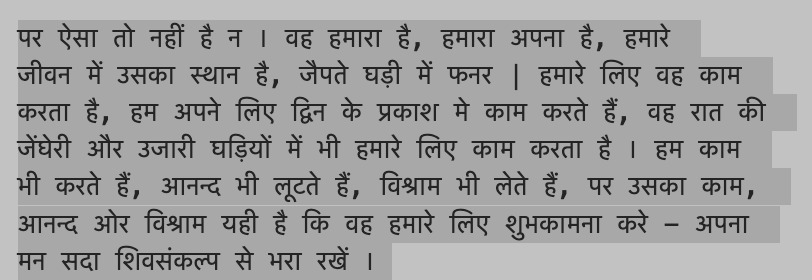 पर ऐसा तो नहीं है न । वह हमारा है, हमारा अपना है, हमारे
जीवन में उसका स्थान है, जैपते घड़ी में फनर | हमारे लिए वह काम
करता है, हम अपने लिए द्विन के प्रकाश मे काम करते हैं, वह रात की
जेंघेरी और उजारी घड़ियों में भी हमारे लिए काम करता है । हम काम
भी करते हैं, आनन्द भी लूटते हैं, विश्राम भी लेते हैं, पर उसका काम,
आनन्द ओर विश्राम यही है कि वह हमारे लिए शुभकामना करे – अपना
मन सदा शिवसंकल्प से भरा रखें ।